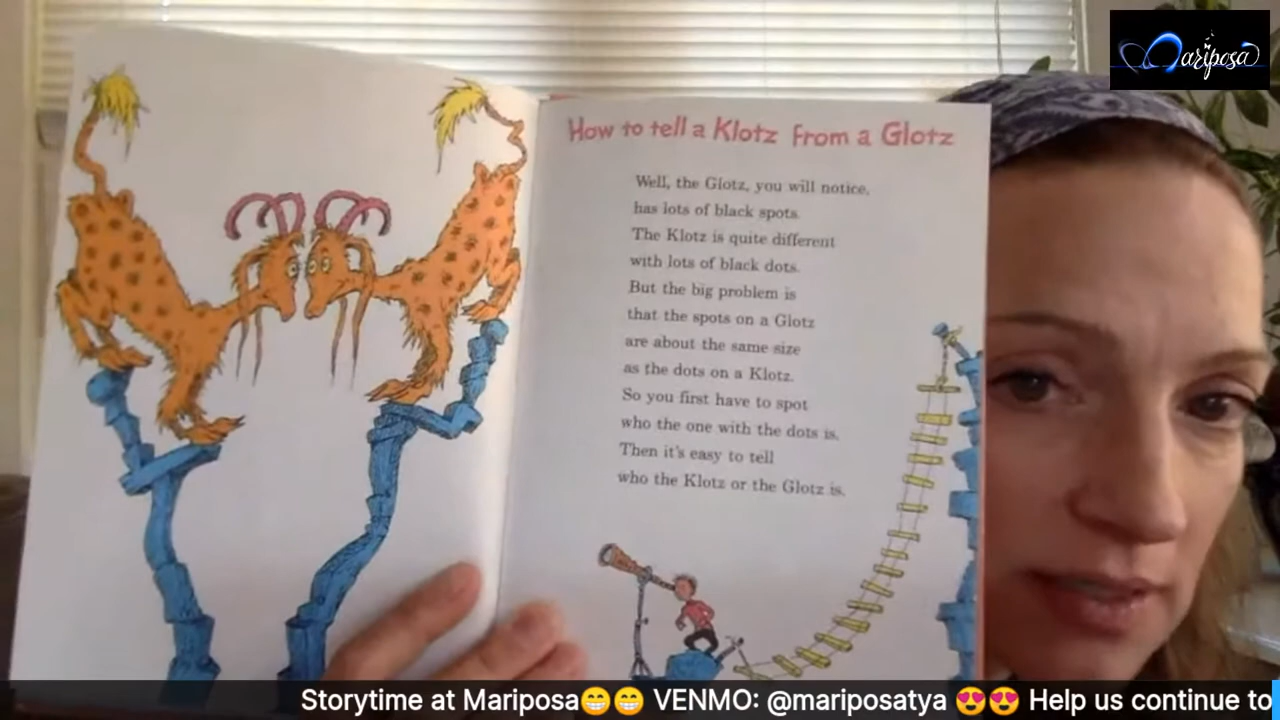 Mariposa
How to tell a Klotz from a Glotz
Well, the Glotz, you will notice,
has lots of black spots.
The Klotz is quite different
with lots of black dots.
But the big problem is
that the spots on a Glotz
are about the same size
as the dots on a Klotz.
So you first have to spot
who the one with the dots is.
Then it's easy to tell
who the Klotz or the Glotz is.
Storytime at Mariposa😁😁 VENMO: @mariposatya 😍😍 Help us continue to